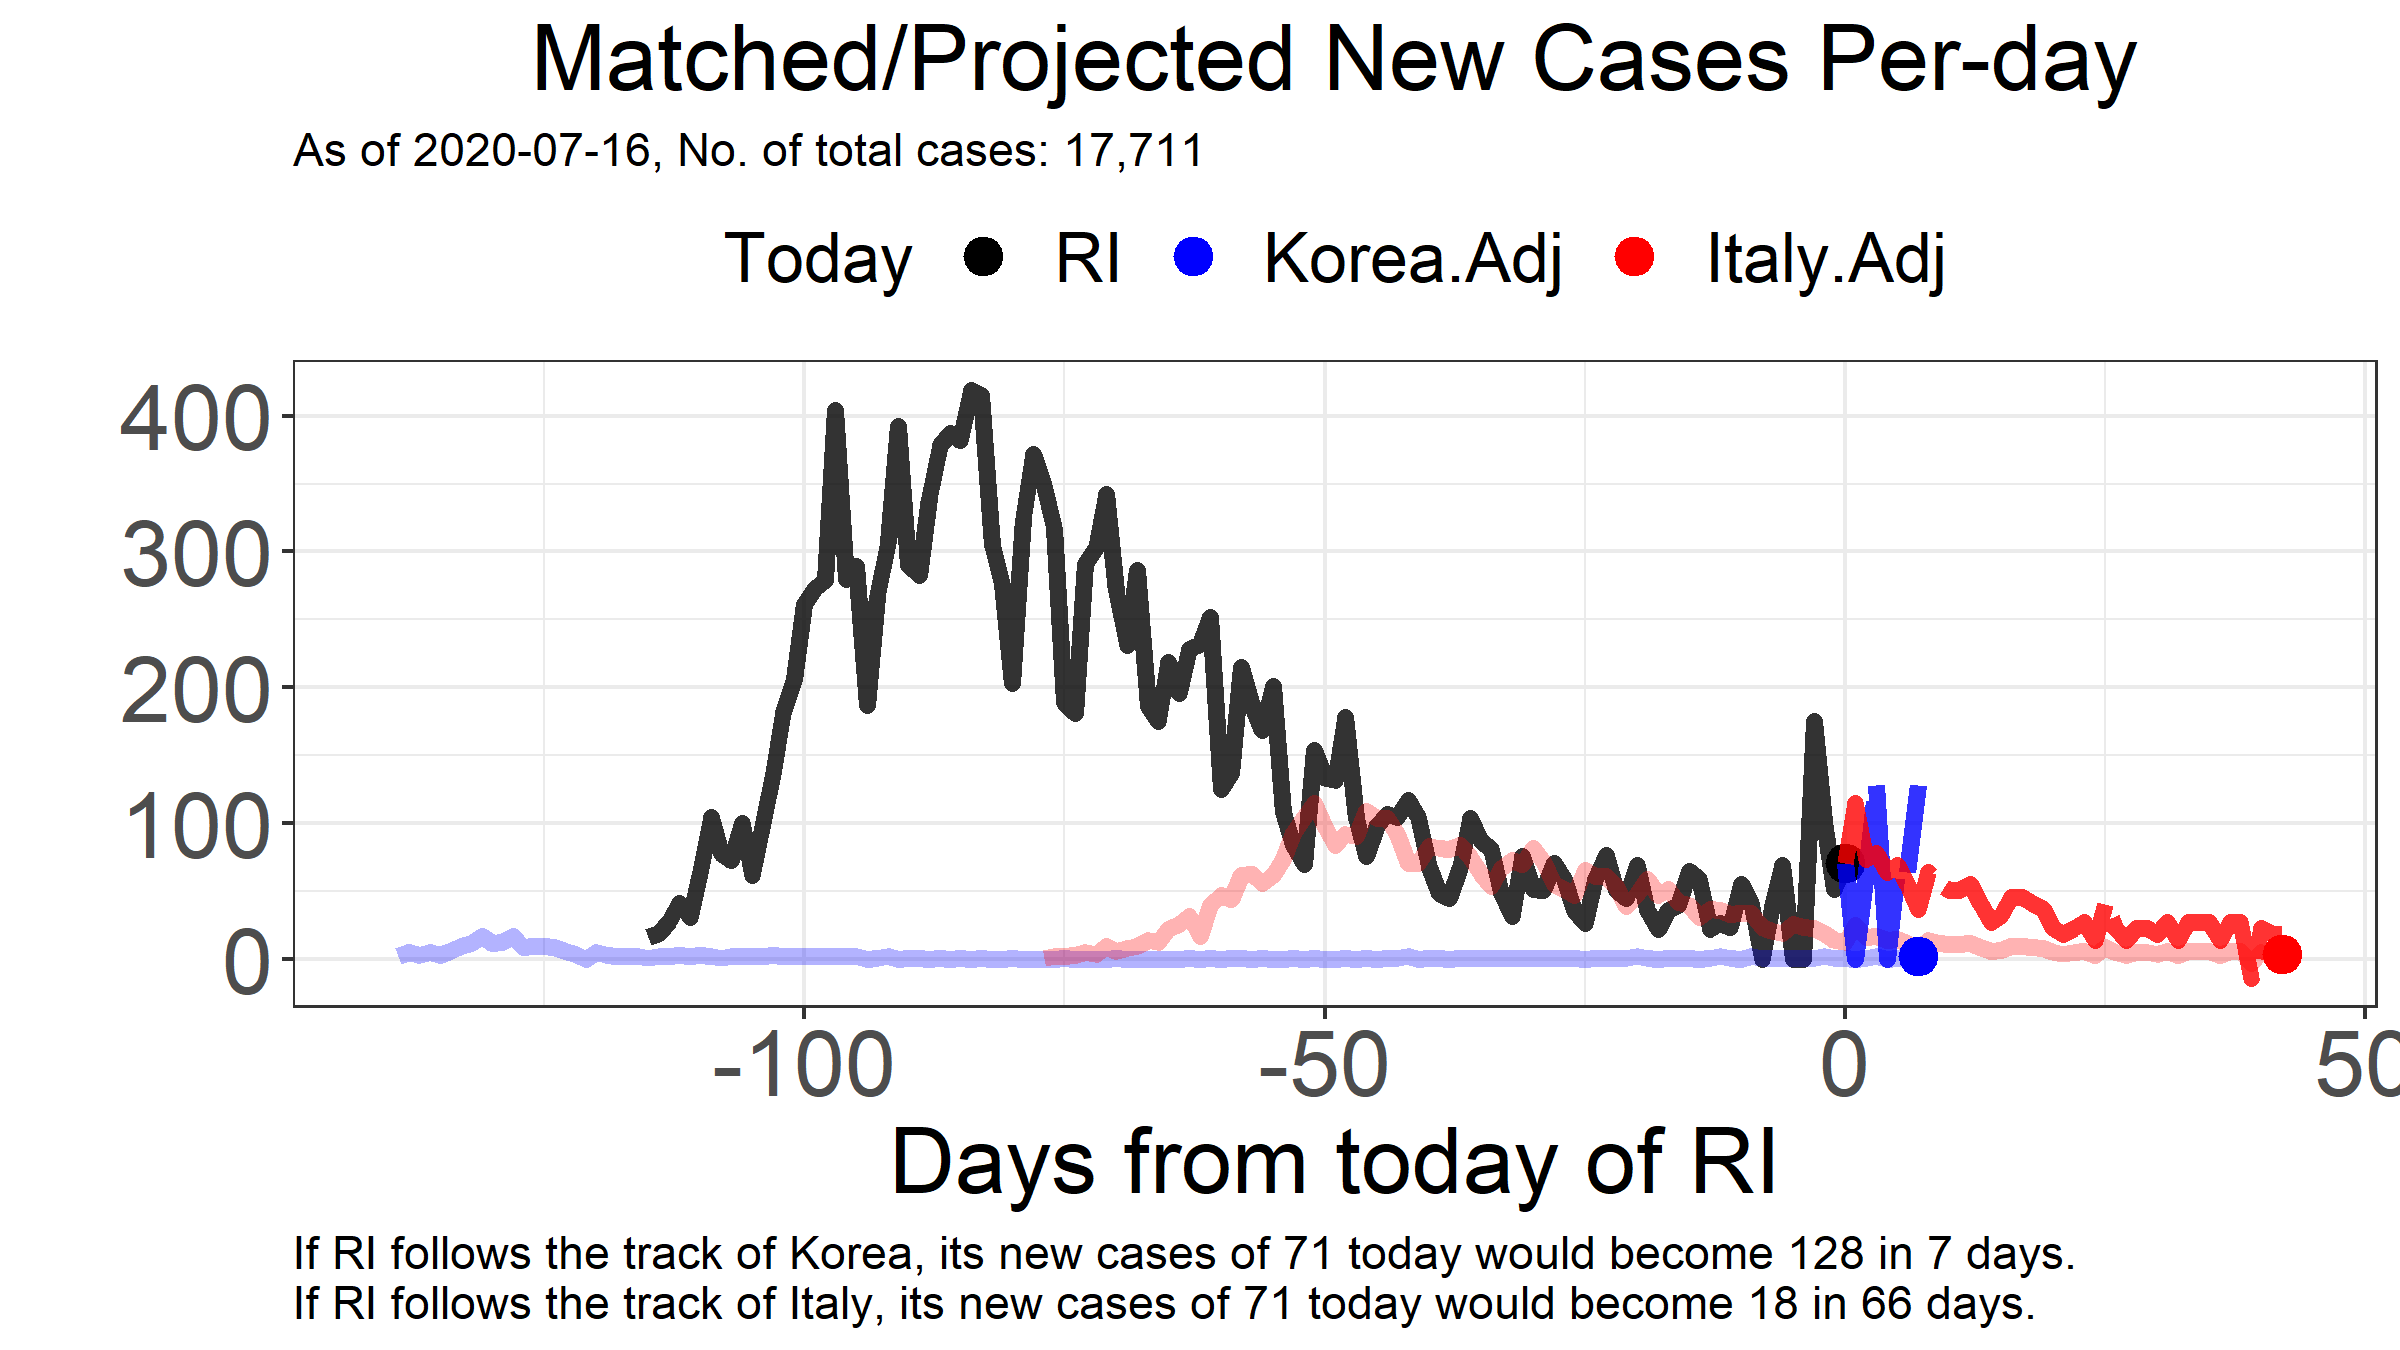 Matched/Projected New Cases Per-day
As of 2020-07-16, No. of total cases: 17,711
Today RI Korea.Adj Italy.Adj
400
300
200
100
0
-100 -50 0 50
Days from today of RI
If RI follows the track of Korea, its new cases of 71 today would become 128 in 7 days.
If RI follows the track of Italy, its new cases of 71 today would become 18 in 66 days.